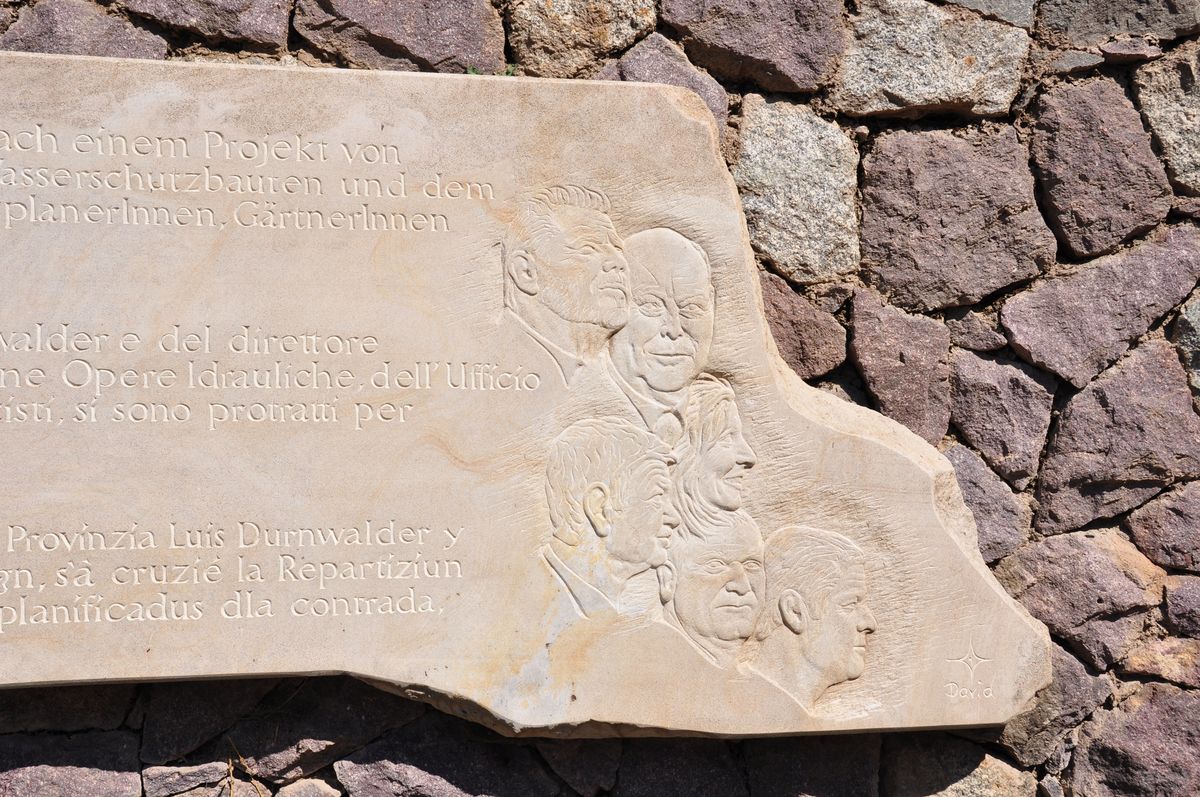 ach einem Projekt von
asserschutzbauten und dem
planerInnen, GärtnerInnen
walder e del direttore
ne Opere Idrauliche, dell'Ufficio
isti, si sono protratti per
Provinzia Luis Durnwalder y
gn, s'à cruzié la Repartiziun
planificadus dla contrada,
David